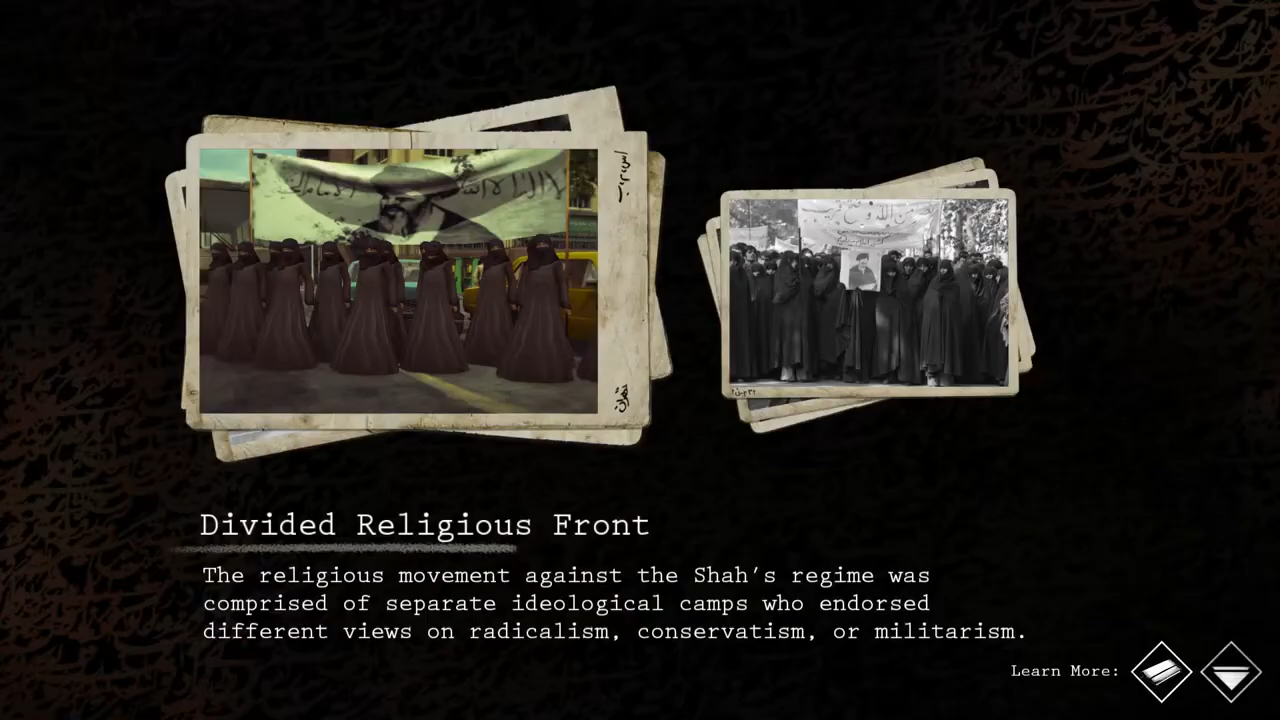 تهران
Divided Religious Front
The religious movement against the Shah's regime was
comprised of separate ideological camps who endorsed
different views on radicalism, conservatism, or militarism.
Learn More: